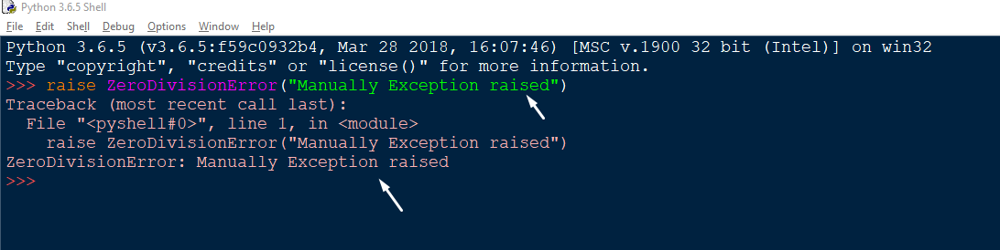 Python 3.6.5 Shell
File Edit Shell Debug Options Window Help
Python 3.6.5 (v3.6.5:f59c0932b4, Mar 28 2018, 16:07:46) [MSC v.1900 32 bit (Intel)] on win32
Type "copyright", "credits" or "license()" for more information.
>>> raise ZeroDivisionError("Manually Exception raised")
Traceback (most recent call last):
  File "<pyshell#0>", line 1, in <module>
    raise ZeroDivisionError("Manually Exception raised")
ZeroDivisionError: Manually Exception raised
>>>